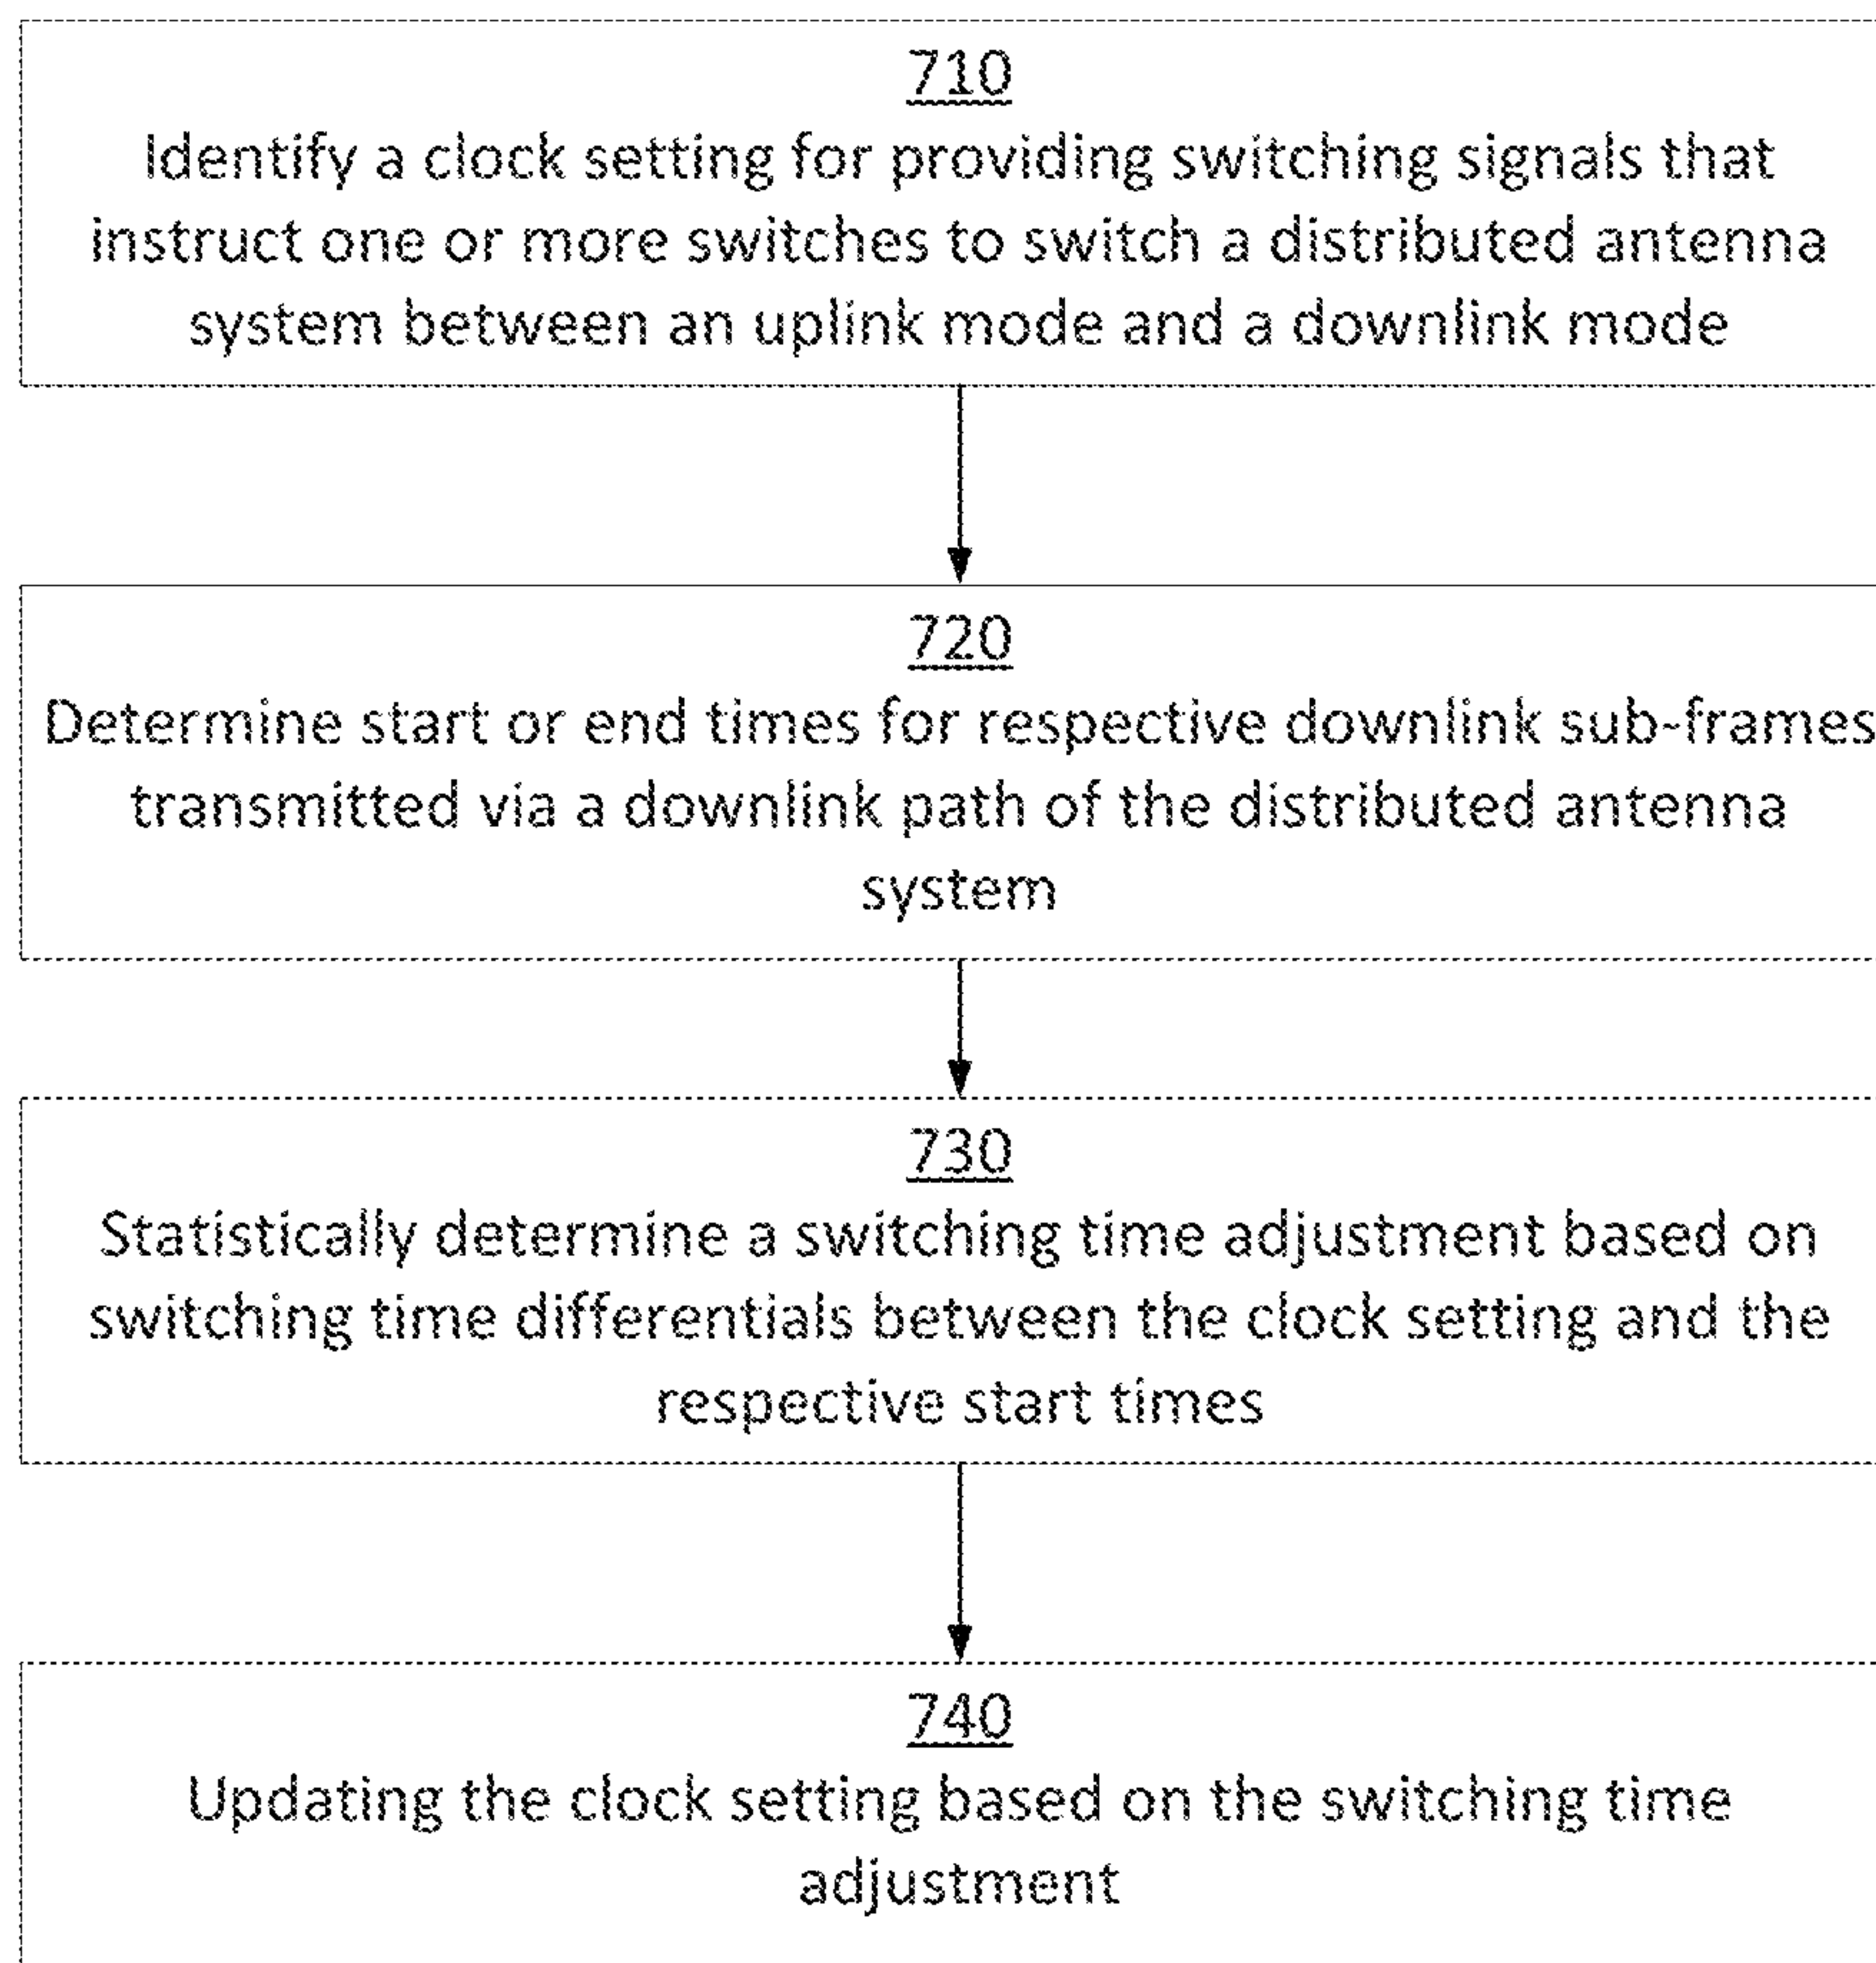 710
Identify a clock setting for providing switching signals that
instruct one or more switches to switch a distributed antenna
system between an uplink mode and a downlink mode
720
Determine start or end times for respective downlink sub-frames
transmitted via a downlink path of the distributed antenna
system
730
Statistically determine a switching time adjustment based on
switching time differentials between the clock setting and the
respective start times
740
Updating the clock setting based on the switching time
adjustment